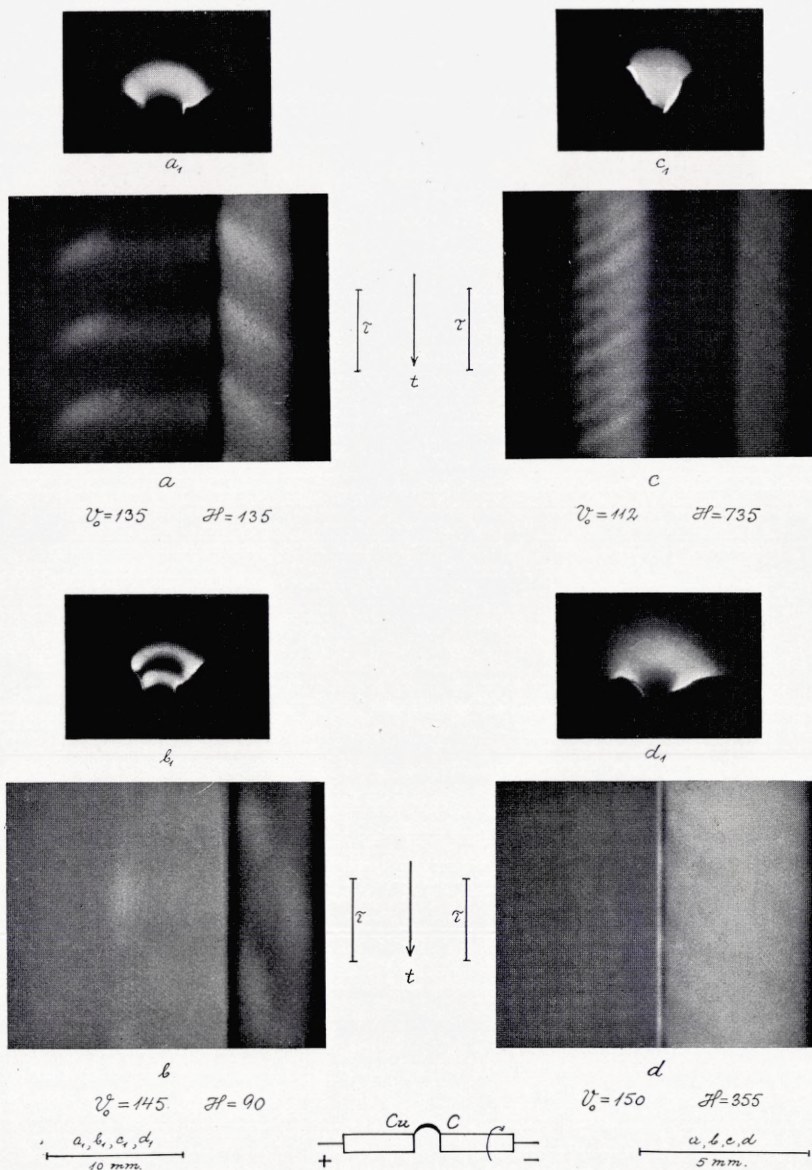 a₁
c₁
τ
t
τ
a
c
V₀=135 H=135
V₀=112 H=735
b₁
d₁
τ
t
τ
b
d
V₀=145. H=90
V₀=150 H=355
a₁, b₁, c₁, d₁
10 mm.
Cu C
+ −
a, b, c, d
5 mm.